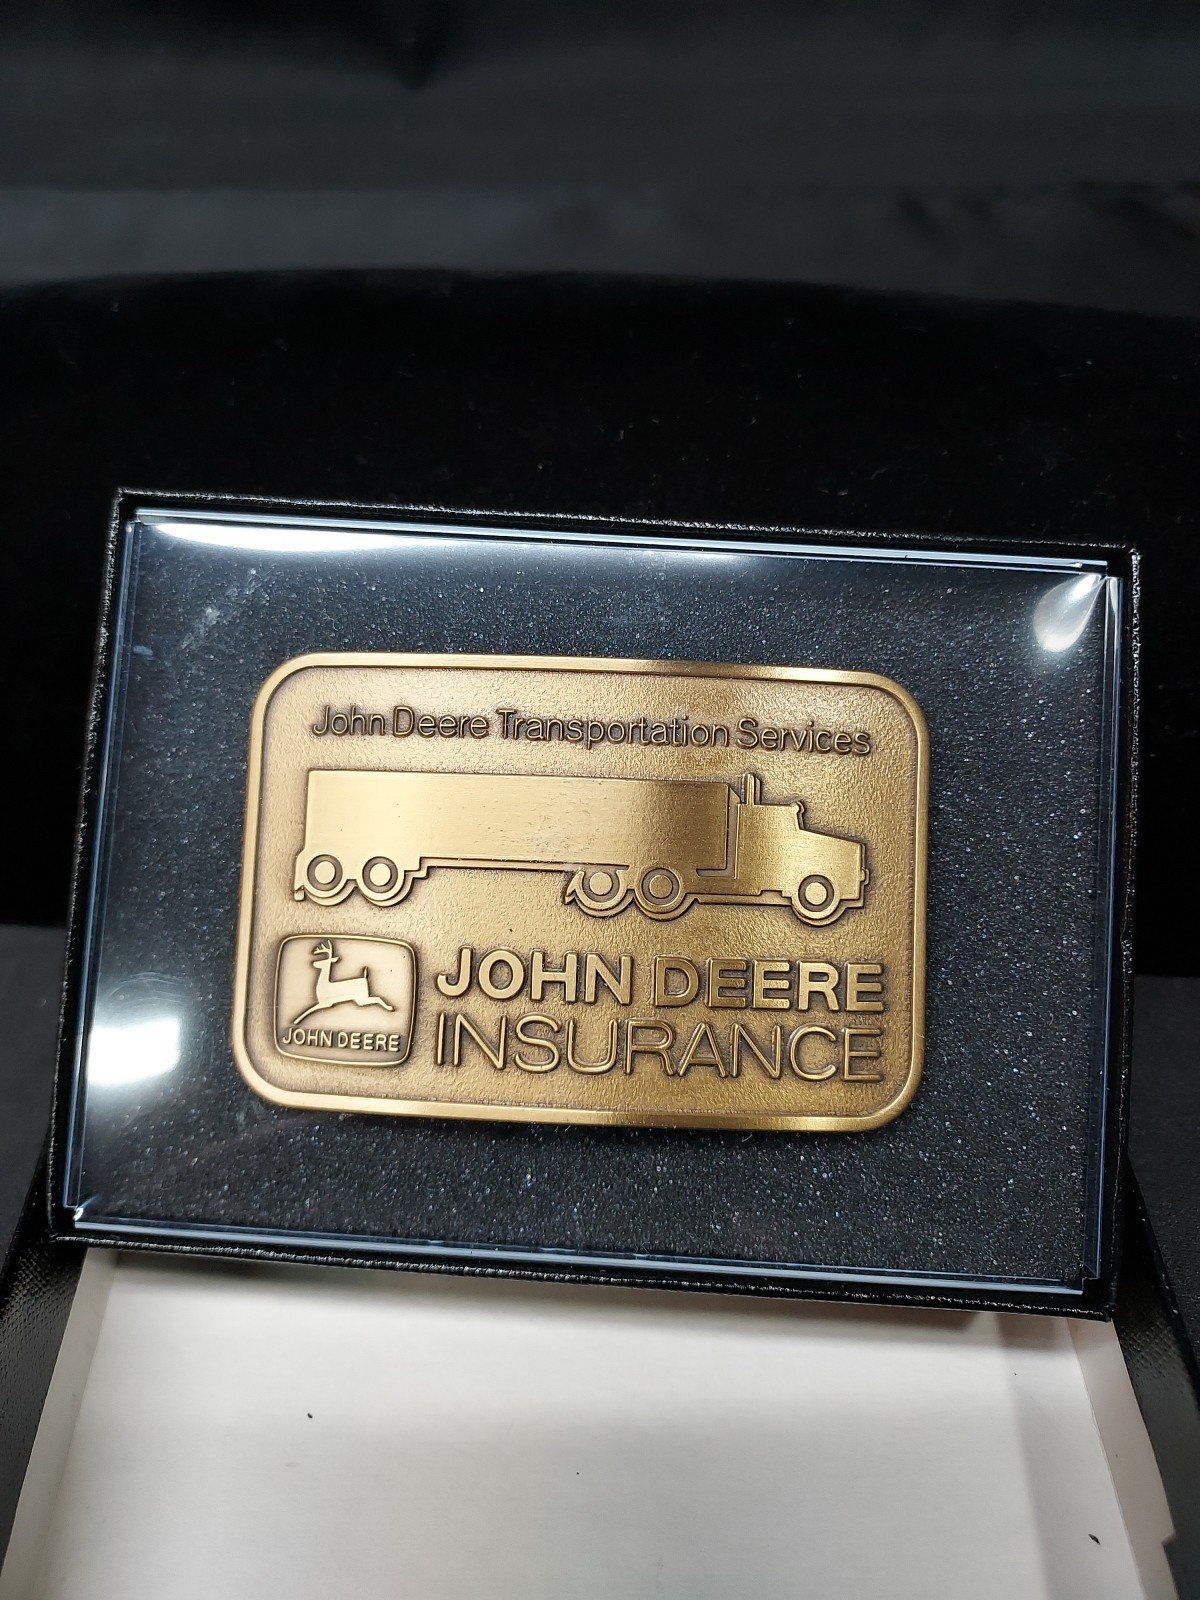 John Deere Transportation Services
JOHN DEERE
JOHN DEERE
INSURANCE